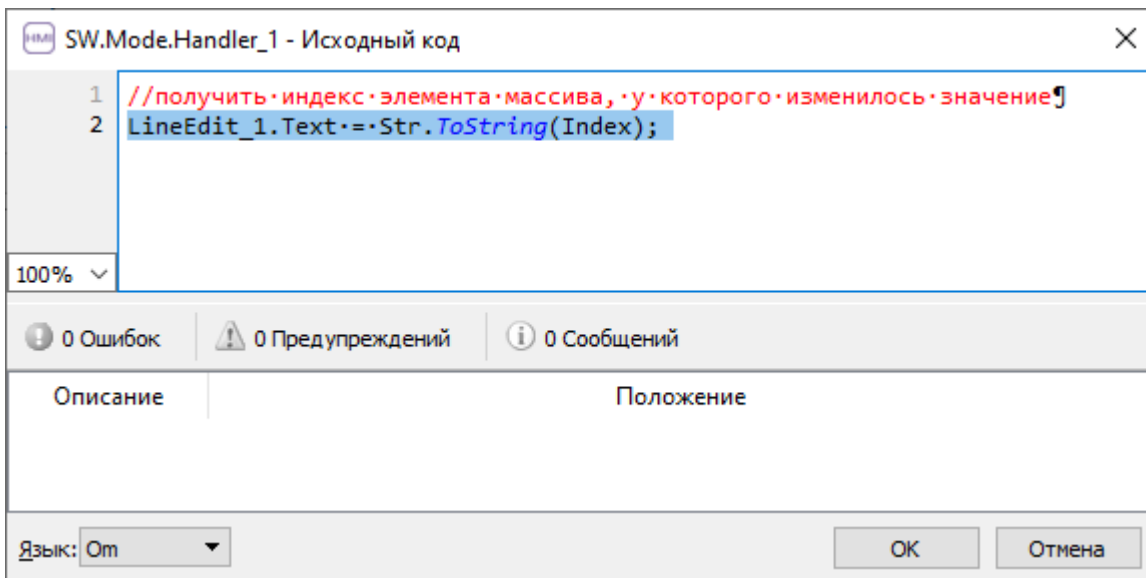 HMI SW.Mode.Handler_1 - Исходный код
1 //получить·индекс·элемента·массива,·у·которого·изменилось·значение¶
2 LineEdit_1.Text·=·Str.ToString(Index);
100%
0 Ошибок 0 Предупреждений 0 Сообщений
Описание Положение
Язык: Om OK Отмена